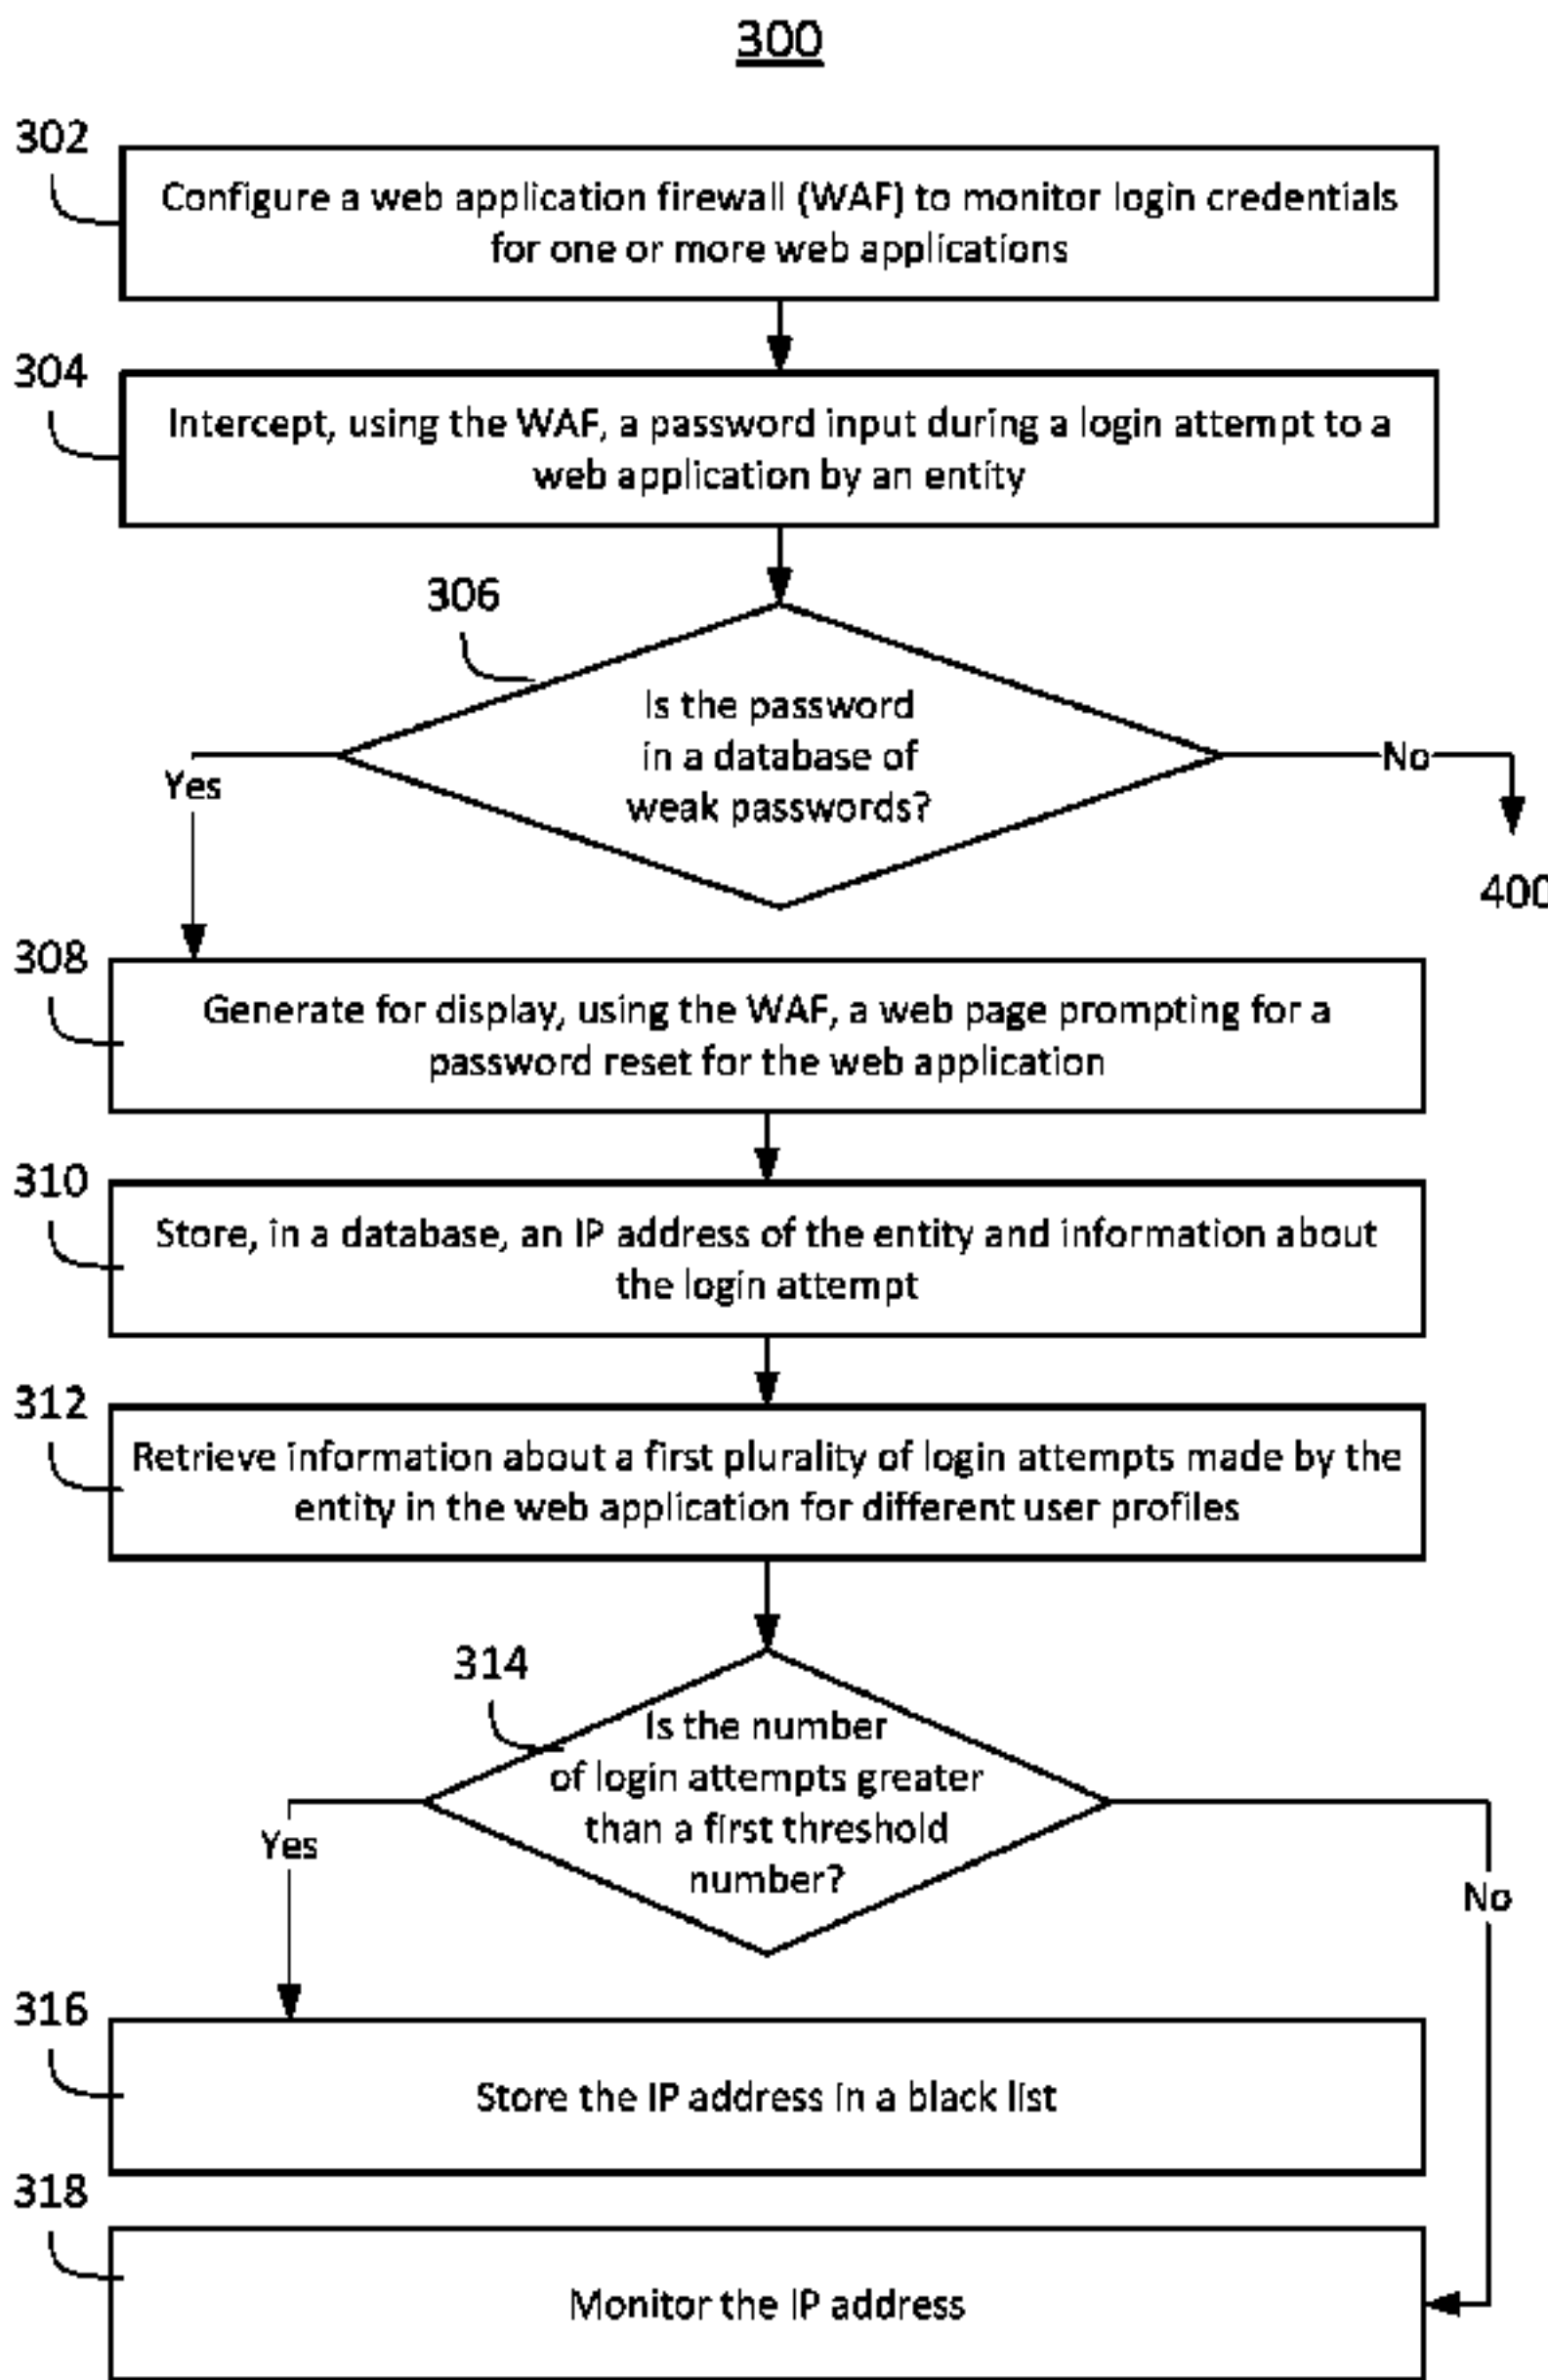 300
302
Configure a web application firewall (WAF) to monitor login credentials
for one or more web applications
304
Intercept, using the WAF, a password input during a login attempt to a
web application by an entity
306
Is the password
in a database of
weak passwords?
Yes
No
400
308
Generate for display, using the WAF, a web page prompting for a
password reset for the web application
310
Store, in a database, an IP address of the entity and information about
the login attempt
312
Retrieve information about a first plurality of login attempts made by the
entity in the web application for different user profiles
314
Is the number
of login attempts greater
than a first threshold
number?
Yes
No
316
Store the IP address in a black list
318
Monitor the IP address